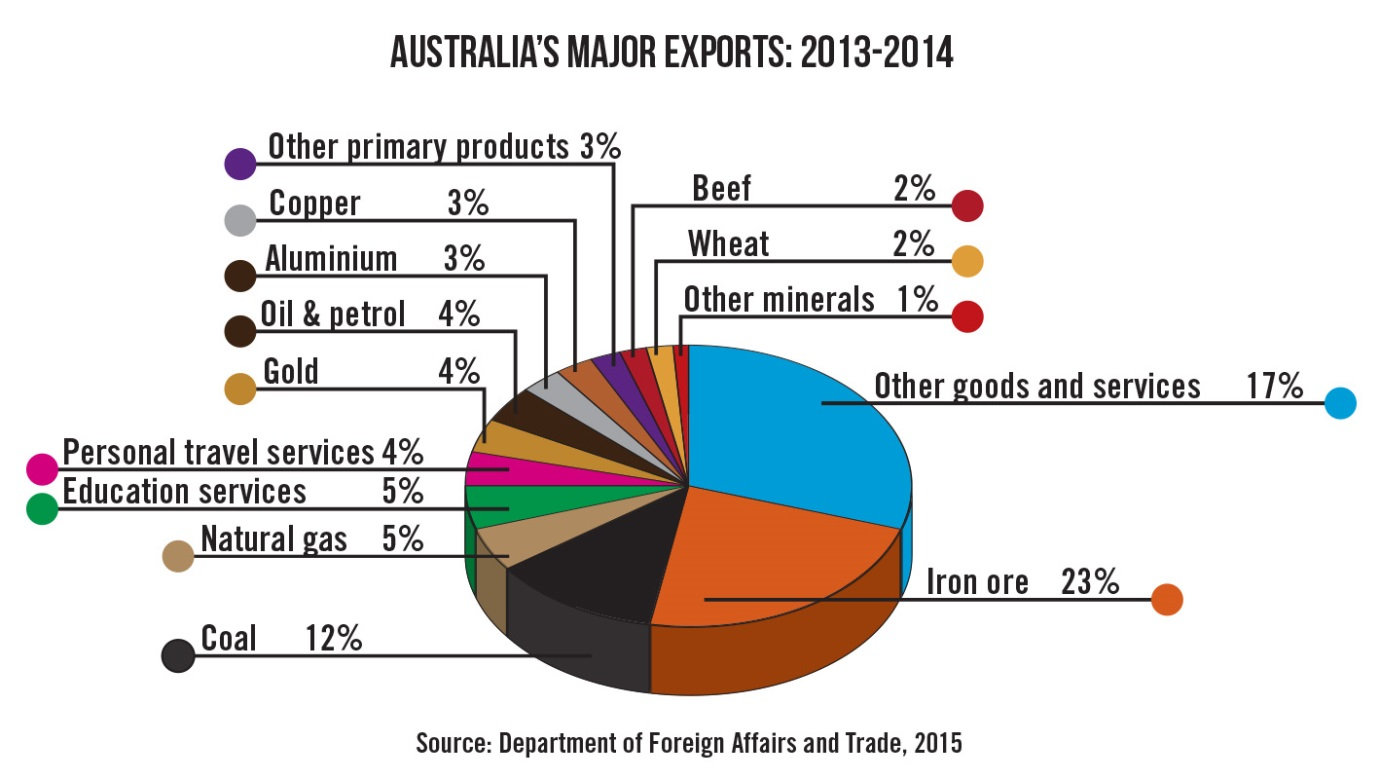 AUSTRALIA'S MAJOR EXPORTS: 2013-2014
Other primary products 3%
Copper 3%
Aluminium 3%
Oil & petrol 4%
Gold 4%
Personal travel services 4%
Education services 5%
Natural gas 5%
Coal 12%
Beef 2%
Wheat 2%
Other minerals 1%
Other goods and services 17%
Iron ore 23%
Source: Department of Foreign Affairs and Trade, 2015